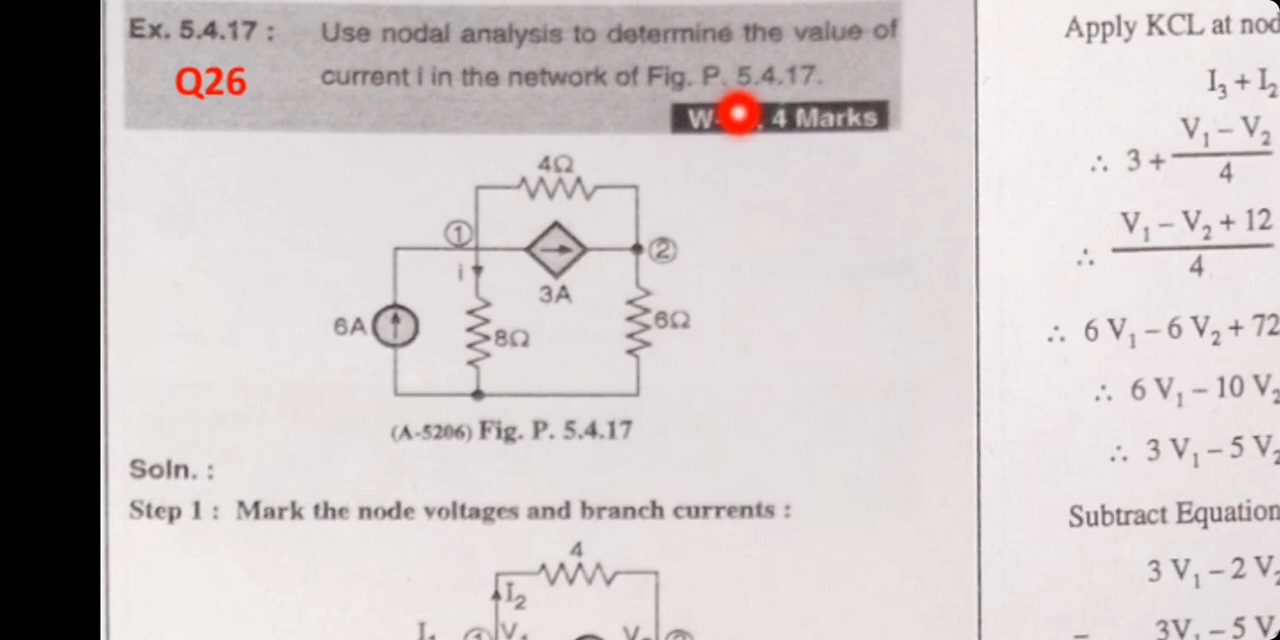 Ex. 5.4.17 : Use nodal analysis to determine the value of
Q26
current i in the network of Fig. P. 5.4.17.
4 Marks
4Ω
①
②
i
3A
6A
8Ω
6Ω
(A-5206) Fig. P. 5.4.17
Soln. :
Step 1 : Mark the node voltages and branch currents :
4
I₂
Apply KCL at
I₃ + I₂
∴ 3 + (V₁ – V₂)/4
∴ (V₁ – V₂ + 12)/4
∴ 6 V₁ – 6 V₂ + 72
∴ 6 V₁ – 10 V₂
∴ 3 V₁ – 5 V₂
Subtract Equation
3 V₁ – 2 V₂
3V₁ – 5 V